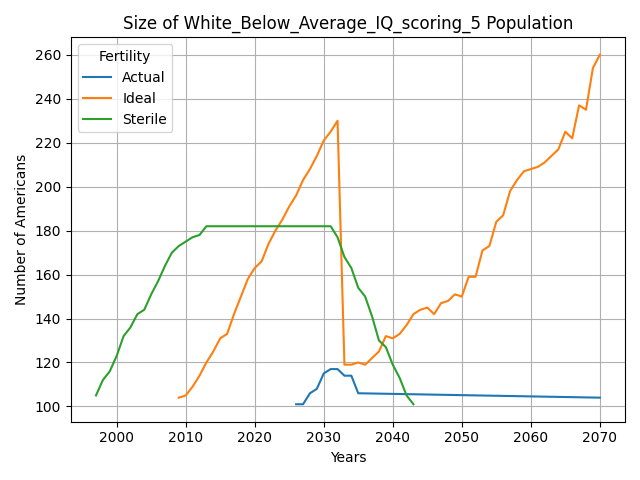 Size of White_Below_Average_IQ_scoring_5 Population
Fertility
Actual
Ideal
Sterile
Number of Americans
260
240
220
200
180
160
140
120
100
2000 2010 2020 2030 2040 2050 2060 2070
Years